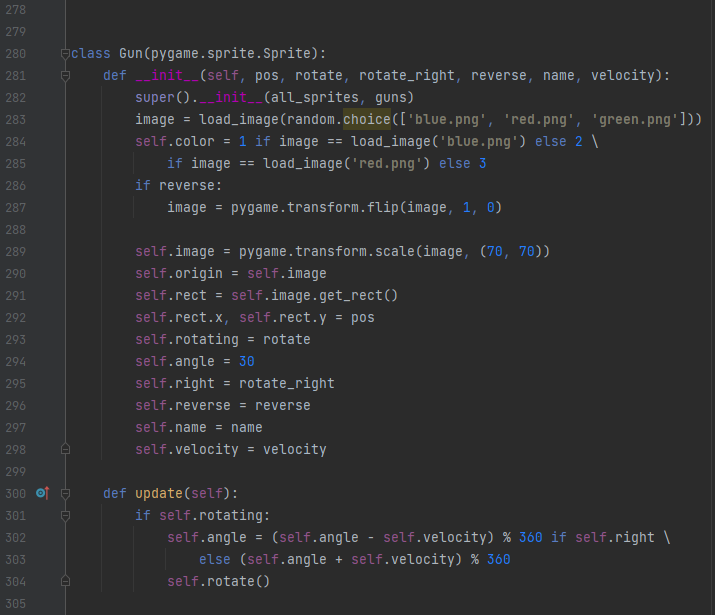 278
279
280 class Gun(pygame.sprite.Sprite):
281 def __init__(self, pos, rotate, rotate_right, reverse, name, velocity):
282 super().__init__(all_sprites, guns)
283 image = load_image(random.choice(['blue.png', 'red.png', 'green.png']))
284 self.color = 1 if image == load_image('blue.png') else 2 \
285 if image == load_image('red.png') else 3
286 if reverse:
287 image = pygame.transform.flip(image, 1, 0)
288
289 self.image = pygame.transform.scale(image, (70, 70))
290 self.origin = self.image
291 self.rect = self.image.get_rect()
292 self.rect.x, self.rect.y = pos
293 self.rotating = rotate
294 self.angle = 30
295 self.right = rotate_right
296 self.reverse = reverse
297 self.name = name
298 self.velocity = velocity
299
300 def update(self):
301 if self.rotating:
302 self.angle = (self.angle - self.velocity) % 360 if self.right \
303 else (self.angle + self.velocity) % 360
304 self.rotate()
305